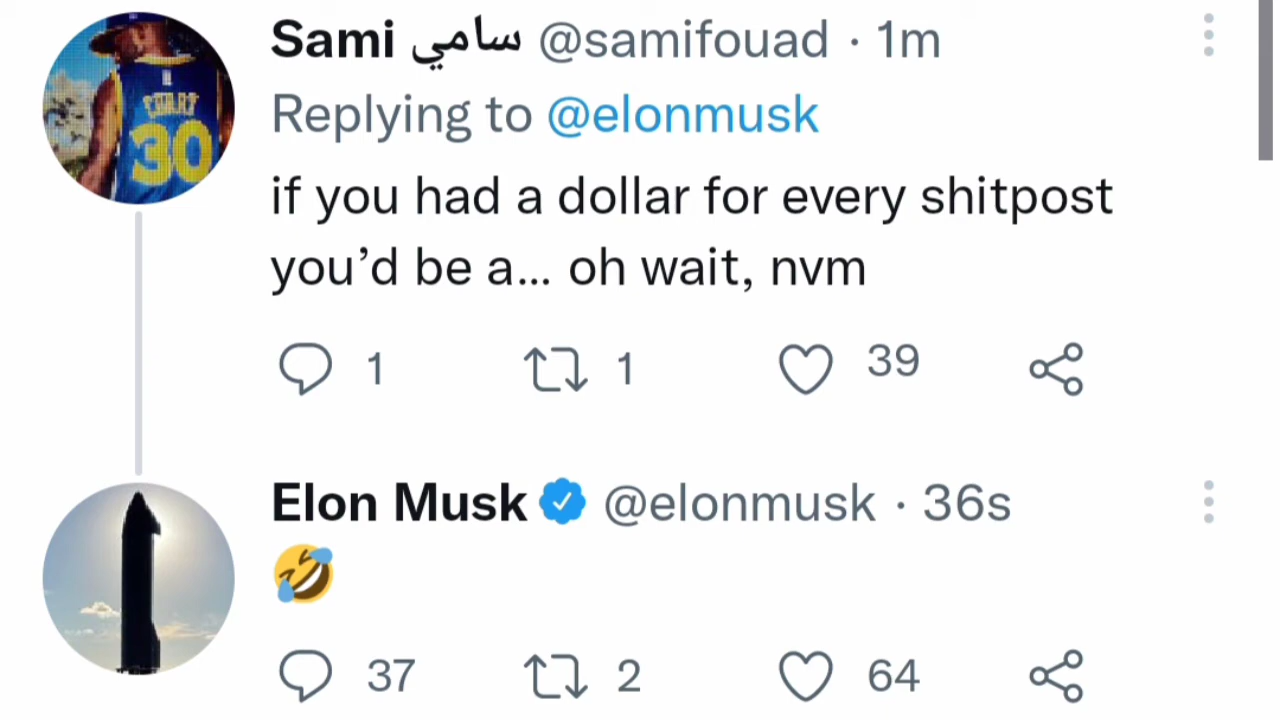 Sami سامي @samifouad · 1m
Replying to @elonmusk
if you had a dollar for every shitpost
you’d be a... oh wait, nvm
1 1 39
Elon Musk @elonmusk · 36s
🤣
37 2 64
30